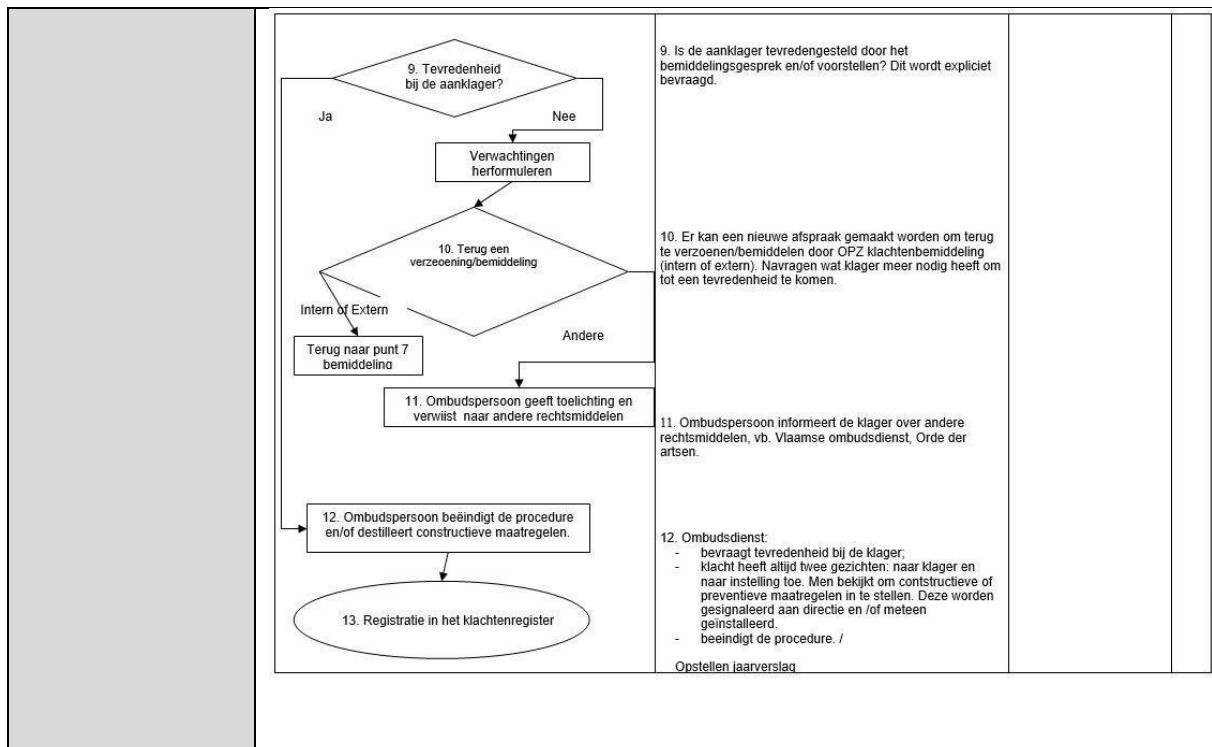 9. Tevredenheid
bij de aanklager?
Ja
Nee
Verwachtingen
herformuleren
10. Terug een
verzeoening/bemiddeling
Intern of Extern
Terug naar punt 7
bemiddeling
Andere
11. Ombudspersoon geeft toelichting en
verwijst naar andere rechtsmiddelen
12. Ombudspersoon beëindigt de procedure
en/of destilleert constructieve maatregelen.
13. Registratie in het klachtenregister
9. Is de aanklager tevredengesteld door het
bemiddelingsgesprek en/of voorstellen? Dit wordt expliciet
bevraagd.
10. Er kan een nieuwe afspraak gemaakt worden om terug
te verzoenen/bemiddelen door OPZ klachtenbemiddeling
(intern of extern). Navragen wat klager meer nodig heeft om
tot een tevredenheid te komen.
11. Ombudspersoon informeert de klager over andere
rechtsmiddelen, vb. Vlaamse ombudsdienst, Orde der
artsen.
12. Ombudsdienst:
- bevraagt tevredenheid bij de klager;
- klacht heeft altijd twee gezichten: naar klager en
naar instelling toe. Men bekijkt om contstructieve of
preventieve maatregelen in te stellen. Deze worden
gesignaleerd aan directie en /of meteen
geïnstalleerd.
- beeindigt de procedure. /
Opstellen jaarverslag